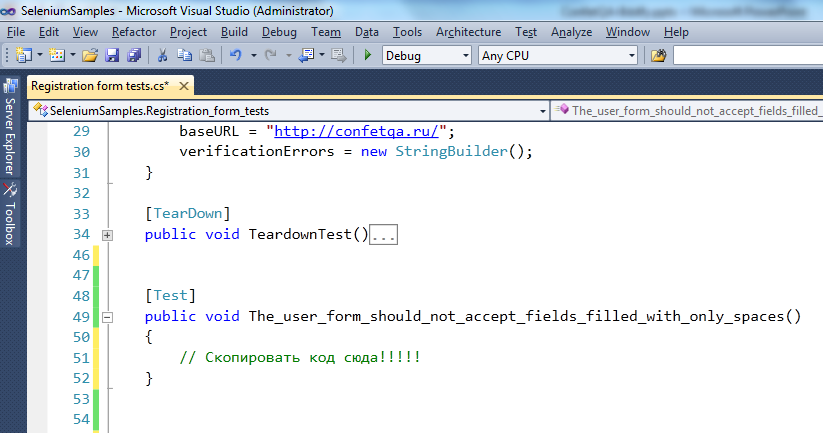 SeleniumSamples - Microsoft Visual Studio (Administrator)
File Edit View Refactor Project Build Debug Team Data Tools Architecture Test Analyze Window Help
Debug Any CPU
Registration form tests.cs*
SeleniumSamples.Registration_form_tests The_user_form_should_not_accept_fields_filled_
Server Explorer
Toolbox
29 baseURL = "http://confetqa.ru/";
30 verificationErrors = new StringBuilder();
31 }
32
33 [TearDown]
34 public void TeardownTest()...
46
47
48 [Test]
49 public void The_user_form_should_not_accept_fields_filled_with_only_spaces()
50 {
51 // Скопировать код сюда!!!!!
52 }
53
54